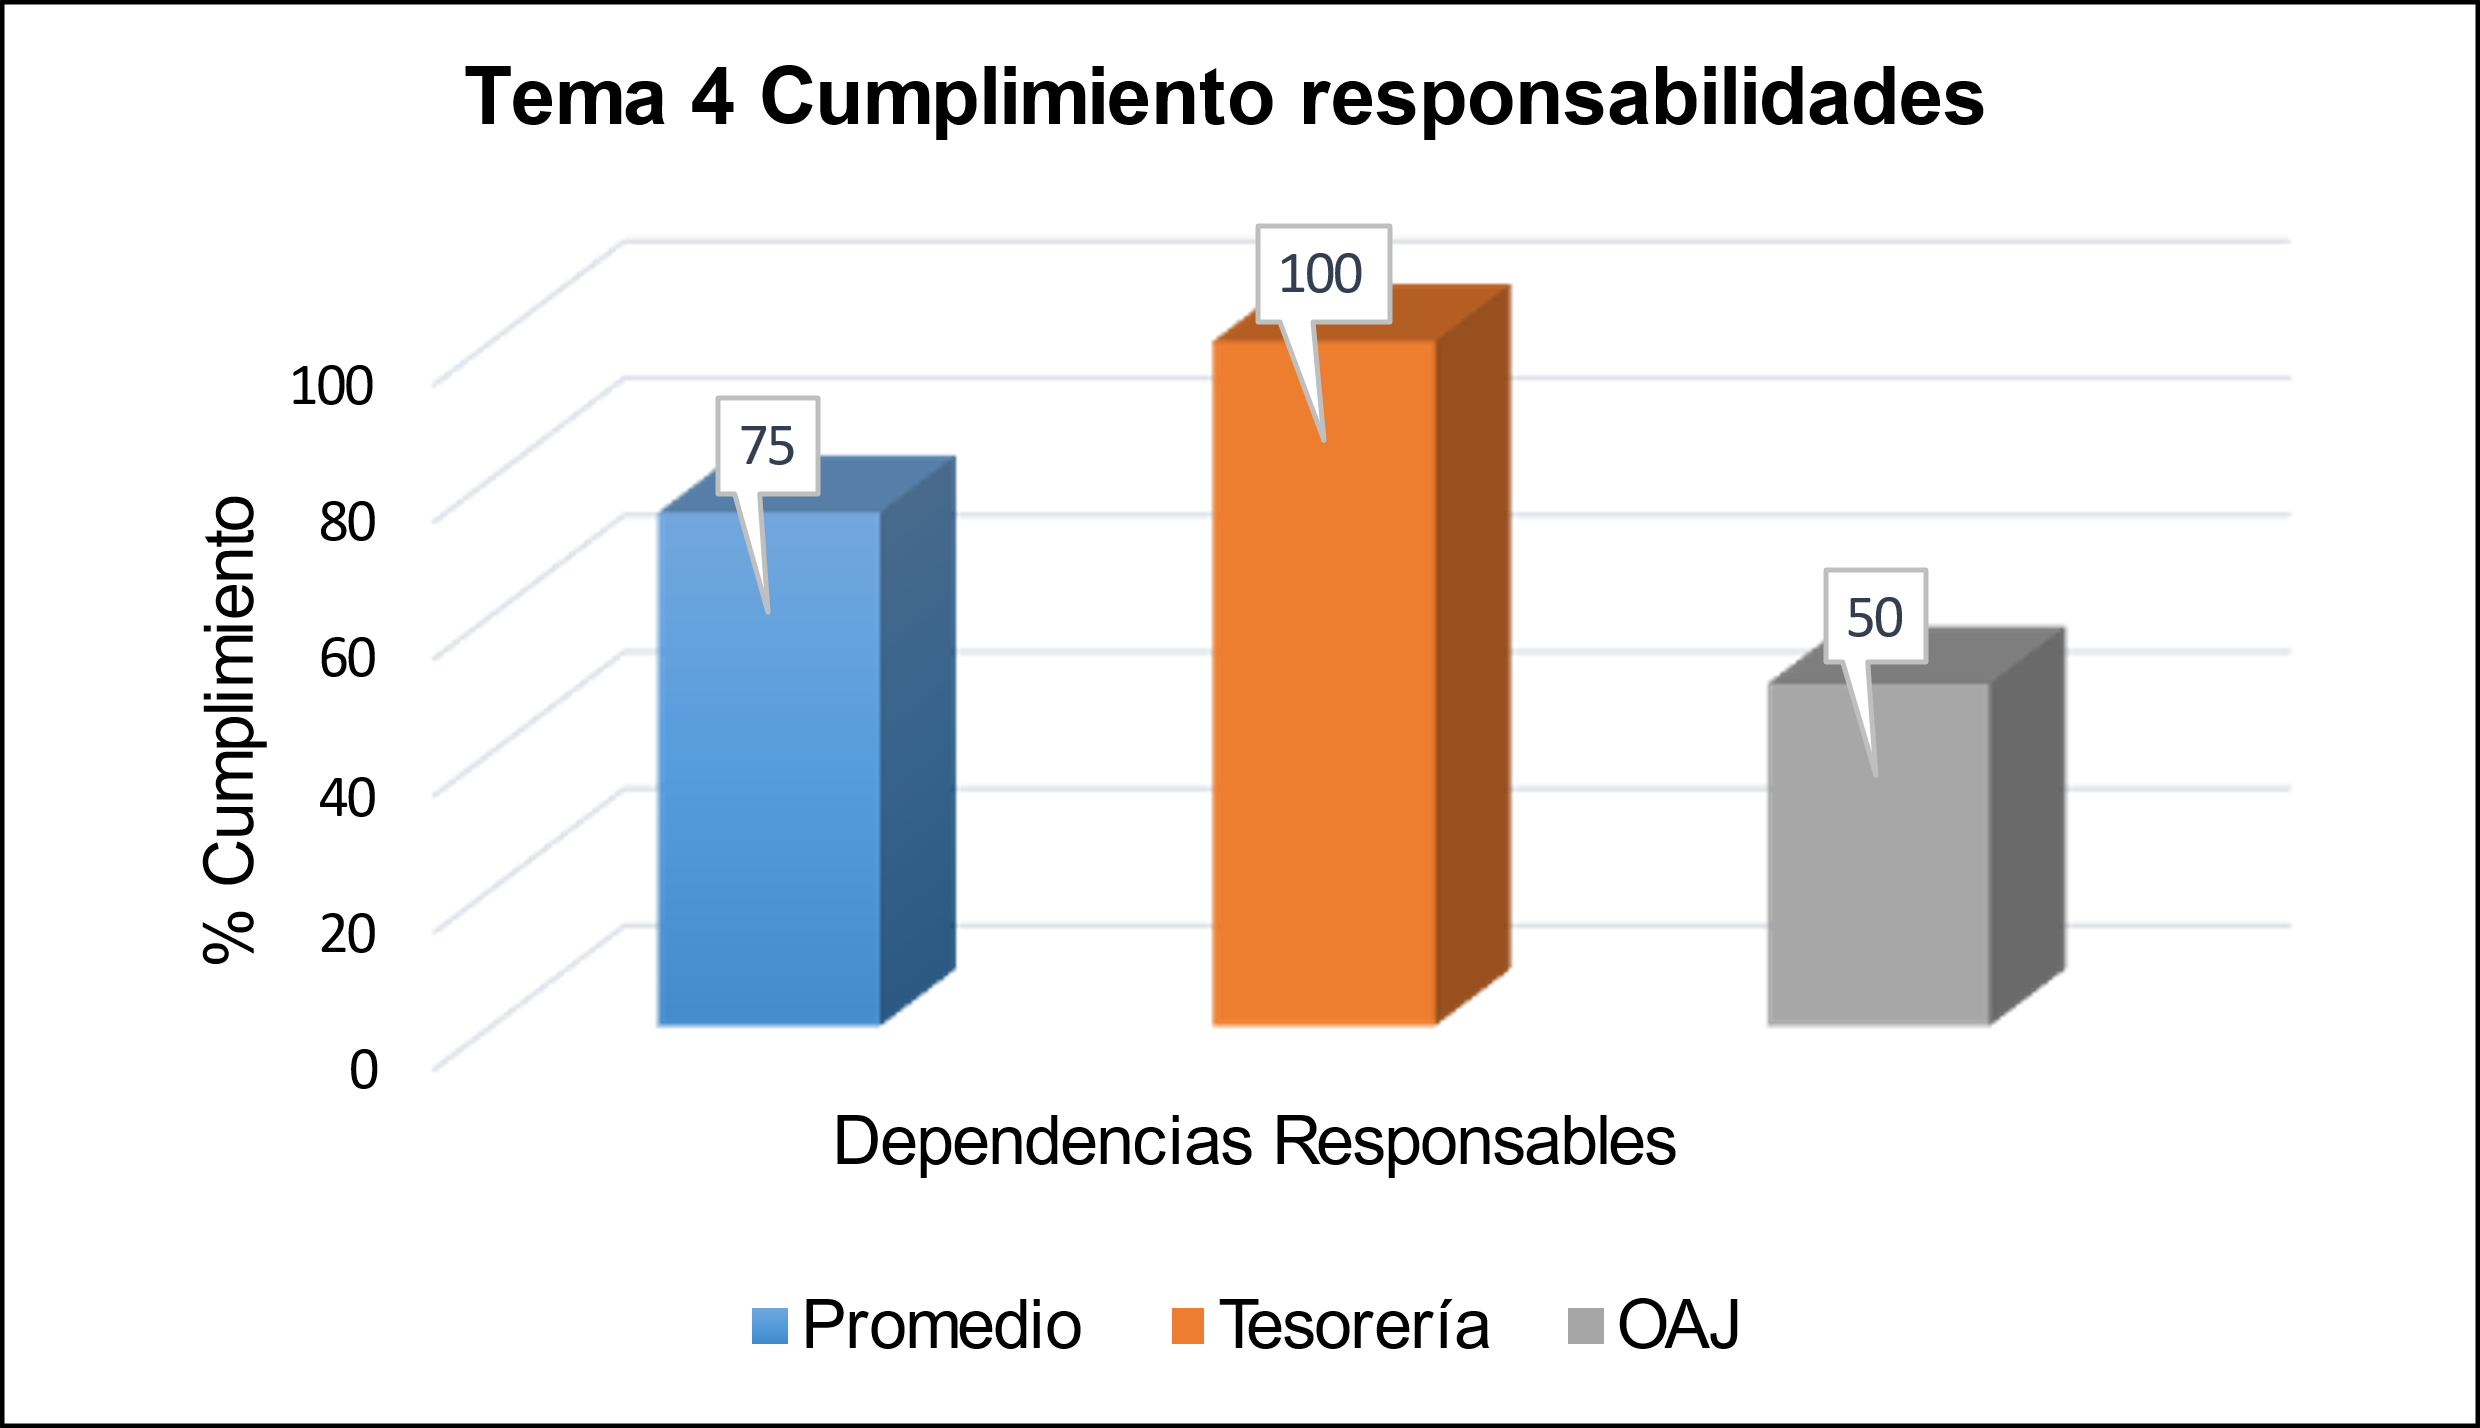 Tema 4 Cumplimiento responsabilidades
% Cumplimiento
100
80
60
40
20
0
75
100
50
Dependencias Responsables
Promedio
Tesorería
OAJ